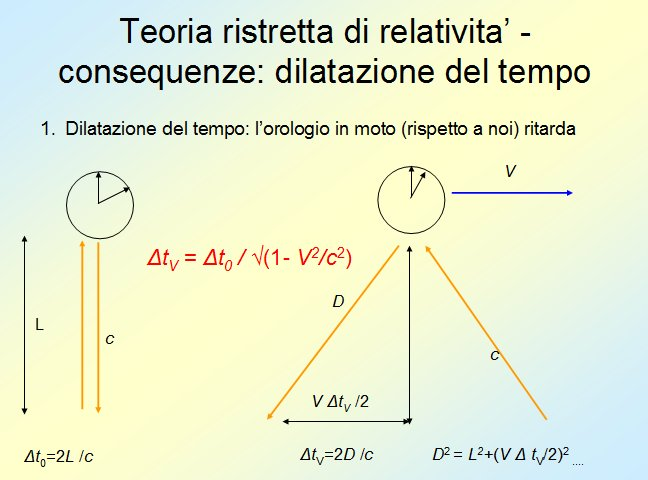 Teoria ristretta di relativita’ -
consequenze: dilatazione del tempo
1. Dilatazione del tempo: l’orologio in moto (rispetto a noi) ritarda
V
Δt_V = Δt_0 / √(1- V²/c²)
D
L
c
c
V Δt_V /2
Δt_0=2L /c
Δt_V=2D /c
D² = L²+(V Δ t_V/2)² ....